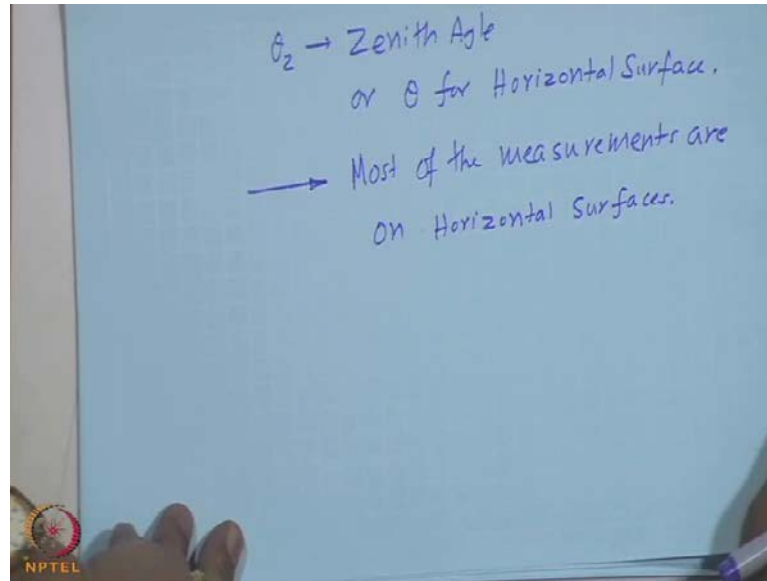 θz → Zenith Agle
or θ for Horizontal Surface.
→ Most of the measurements are
on Horizontal Surfaces.
NPTEL